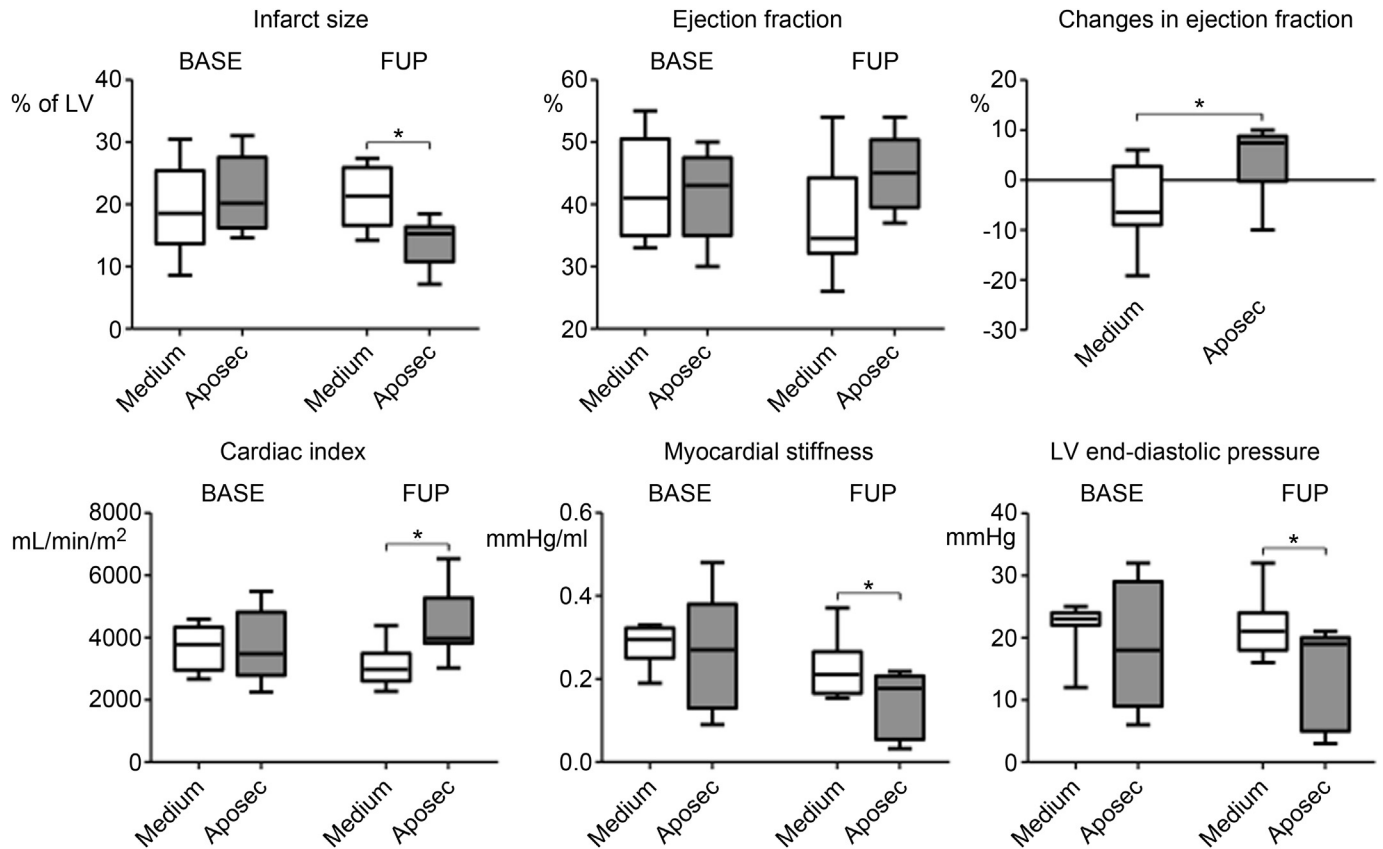 Infarct size
BASE FUP
% of LV
40
30
*
20
10
0
Medium Aposec Medium Aposec
Ejection fraction
BASE FUP
%
60
50
40
30
20
Medium Aposec Medium Aposec
Changes in ejection fraction
%
20
*
10
0
-10
-20
-30
Medium Aposec
Cardiac index
BASE FUP
8000
mL/min/m²
*
6000
4000
2000
0
Medium Aposec Medium Aposec
Myocardial stiffness
BASE FUP
0.6
mmHg/ml
*
0.4
0.2
0.0
Medium Aposec Medium Aposec
LV end-diastolic pressure
BASE FUP
40
mmHg
*
30
20
10
0
Medium Aposec Medium Aposec